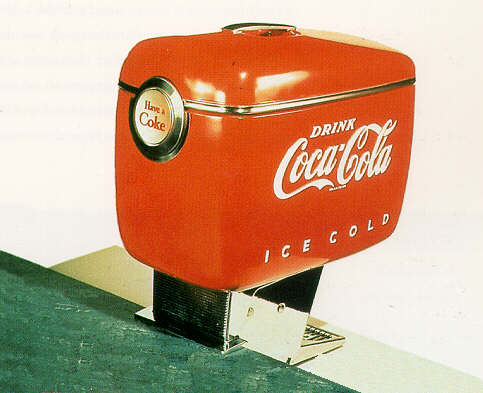 Have a
Coke
DRINK
Coca-Cola
ICE COLD